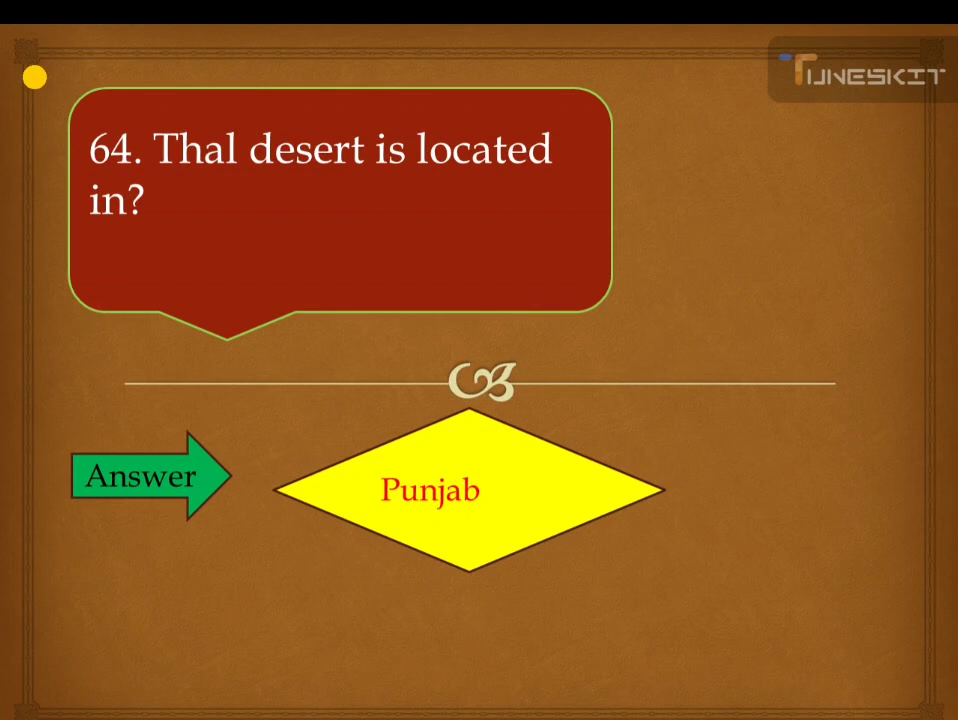 TUNESKIT
64. Thal desert is located
in?
Answer
Punjab